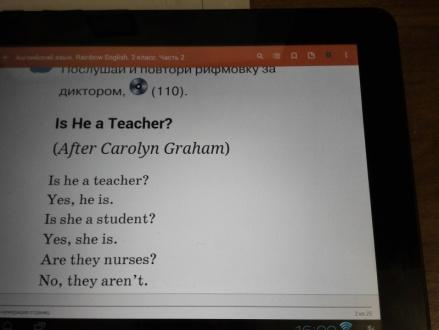 Английский язык. Rainbow English. 3 класс. Часть 2
Послушай и повтори рифмовку за
диктором, (110).
Is He a Teacher?
(After Carolyn Graham)
Is he a teacher?
Yes, he is.
Is she a student?
Yes, she is.
Are they nurses?
No, they aren't.